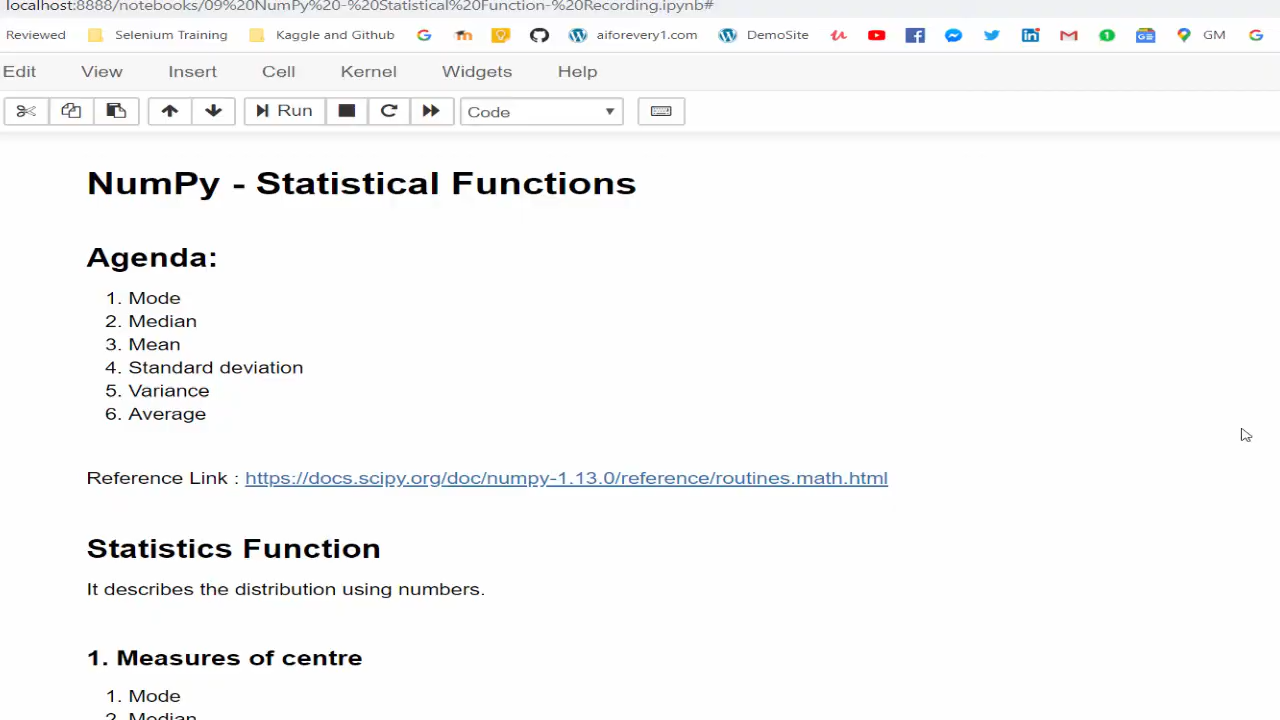 localhost:8888/notebooks/09%20NumPy%20-%20Statistical%20Function-%20Recording.ipynb#
Reviewed Selenium Training Kaggle and Github aiforevery1.com DemoSite GM
Edit View Insert Cell Kernel Widgets Help
Run Code
NumPy - Statistical Functions
Agenda:
1. Mode
2. Median
3. Mean
4. Standard deviation
5. Variance
6. Average
Reference Link : https://docs.scipy.org/doc/numpy-1.13.0/reference/routines.math.html
Statistics Function
It describes the distribution using numbers.
1. Measures of centre
1. Mode
2. Median